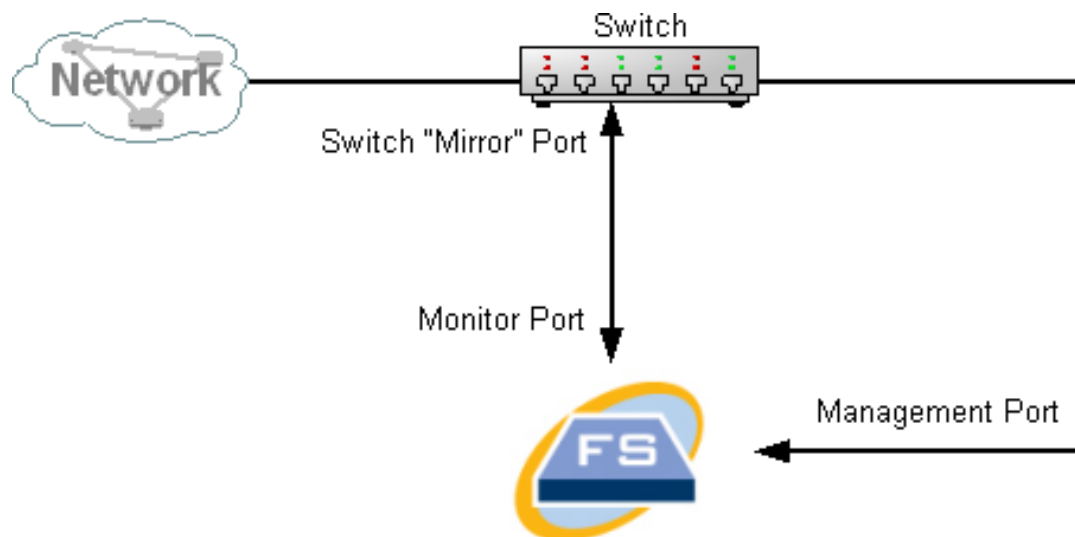 Switch
Network
Switch "Mirror" Port
Monitor Port
Management Port
FS